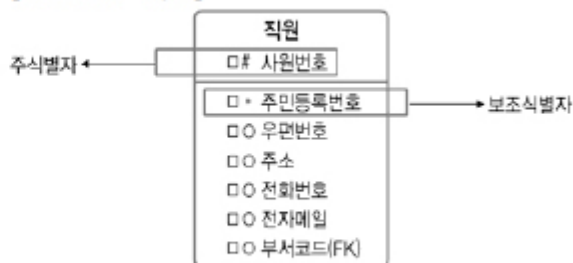 직원
주식별자
□# 사원번호
□* 주민등록번호
보조식별자
□○ 우편번호
□○ 주소
□○ 전화번호
□○ 전자메일
□○ 부서코드(FK)